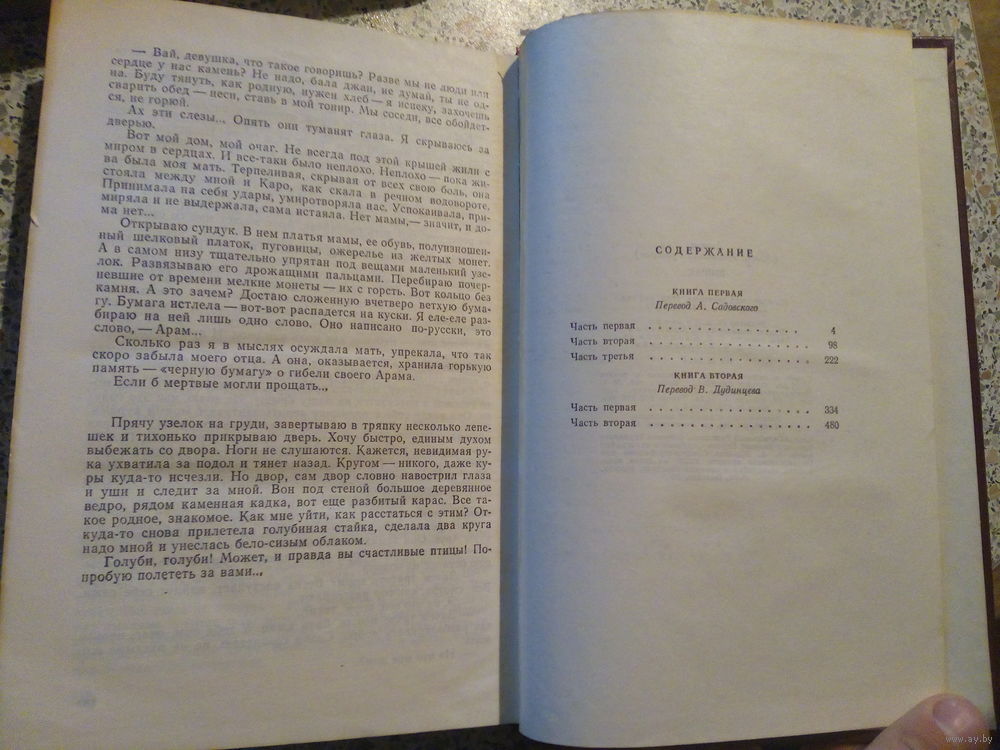 — Вай, девушка, что такое говоришь? Разве мы не люди или
сердце у нас камень? Не надо, бала джан, не думай, ты не од-
на. Буду тянуть, как родную, нужен хлеб — я испеку, захочешь
сварить обед — неси, ставь в мой тонир. Мы соседи, все обойдет-
ся, не горюй.
Ах эти слезы... Опять они туманят глаза. Я скрываюсь за
дверью.
Вот мой дом, мой очаг. Не всегда под этой крышей жили с
миром в сердцах. И все-таки было неплохо. Неплохо — пока жи-
ва была моя мать. Терпеливая, скрывая от всех свою боль, она
стояла между мной и Каро, как скала в речном водовороте.
Принимала на себя удары, умиротворяла нас. Успокаивала, при-
миряла и не выдержала, сама истаяла. Нет мамы,— значит, и до-
ма нет...
Открываю сундук. В нем платья мамы, ее обувь, полуизношен-
ный шелковый платок, пуговицы, ожерелье из желтых монет.
А в самом низу тщательно упрятан под вещами маленький узе-
лок. Развязываю его дрожащими пальцами. Перебираю почер-
невшие от времени мелкие монеты — их с горсть. Вот кольцо без
камня. А это зачем? Достаю сложенную вчетверо ветхую бума-
гу. Бумага истлела — вот-вот распадется на куски. Я еле-еле раз-
бираю на ней лишь одно слово. Оно написано по-русски, это
слово, — Арам...
Сколько раз я в мыслях осуждала мать, упрекала, что так
скоро забыла моего отца. А она, оказывается, хранила горькую
память — «черную бумагу» о гибели своего Арама.
Если б мертвые могли прощать...
Прячу узелок на груди, завертываю в тряпку несколько лепе-
шек и тихонько прикрываю дверь. Хочу быстро, единым духом
выбежать со двора. Ноги не слушаются. Кажется, невидимая ру-
ка ухватила за подол и тянет назад. Кругом — никого, даже ку-
ры куда-то исчезли. Но двор, сам двор словно навострил глаза
и уши и следит за мной. Вон под стеной большое деревянное
ведро, рядом каменная кадка, вот еще разбитый карас. Все та-
кое родное, знакомое. Как мне уйти, как расстаться с этим? От-
куда-то снова прилетела голубиная стайка, сделала два круга
надо мной и унеслась бело-сизым облаком.
Голуби, голуби! Может, и правда вы счастливые птицы! По-
пробую полететь за вами...
СОДЕРЖАНИЕ
КНИГА ПЕРВАЯ
Перевод А. Садовского
Часть первая . . . . . . . . . . . . . . . . 4
Часть вторая . . . . . . . . . . . . . . . . 98
Часть третья . . . . . . . . . . . . . . . . 222
КНИГА ВТОРАЯ
Перевод В. Дудинцева
Часть первая . . . . . . . . . . . . . . . . 334
Часть вторая . . . . . . . . . . . . . . . . 480
www.ay.by